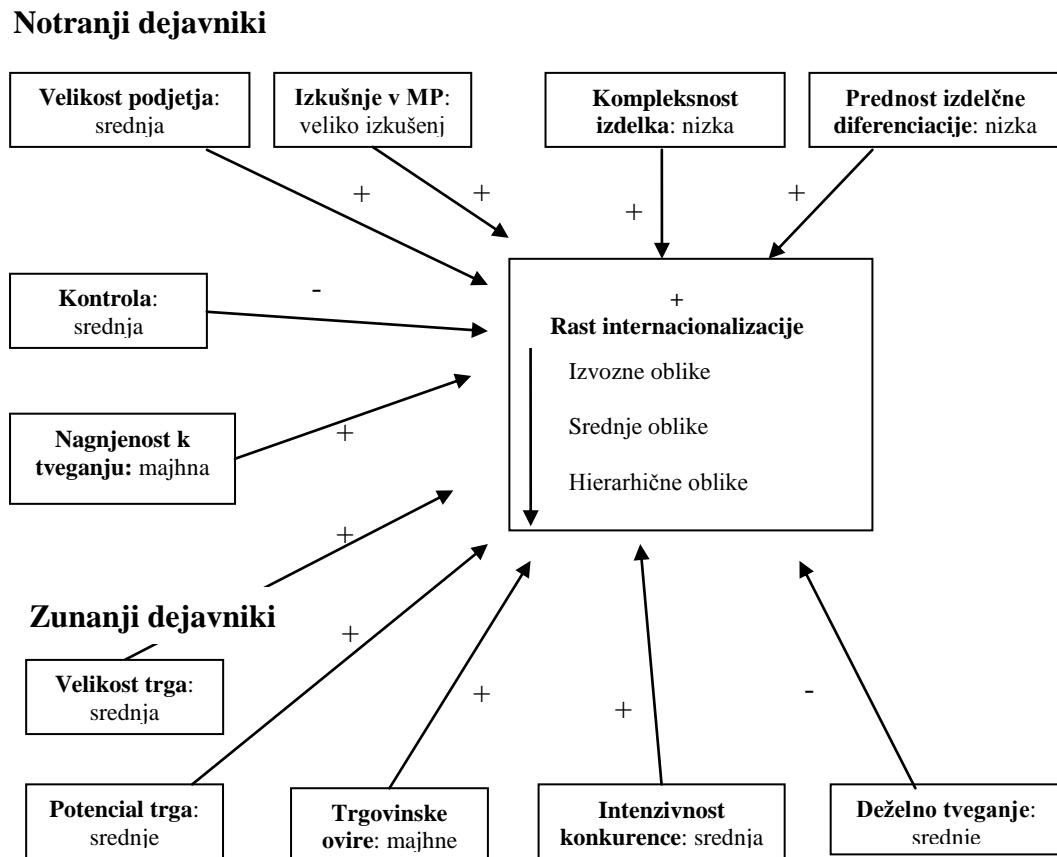 Notranji dejavniki
Velikost podjetja:
srednja
Izkušnje v MP:
veliko izkušenj
Kompleksnost
izdelka: nizka
Prednost izdelčne
diferenciacije: nizka
+
+
+
+
Kontrola:
srednja
-
+
Rast internacionalizacije
Izvozne oblike
Srednje oblike
Hierarhične oblike
Nagnjenost k
tveganju: majhna
+
+
Zunanji dejavniki
+
Velikost trga:
srednja
+
+
-
Potencial trga:
srednje
Trgovinske
ovire: majhne
Intenzivnost
konkurence: srednja
Deželno tveganje:
srednje